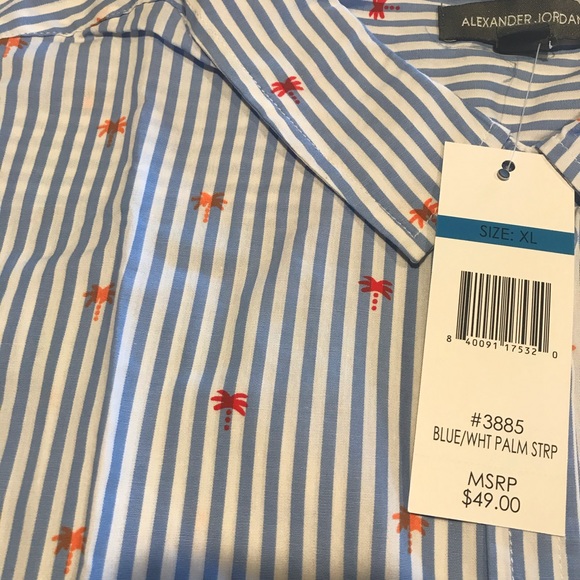 ALEXANDER JORDAN
SIZE: XL
8 40091 17532 0
#3885
BLUE/WHT PALM STRP
MSRP
$49.00